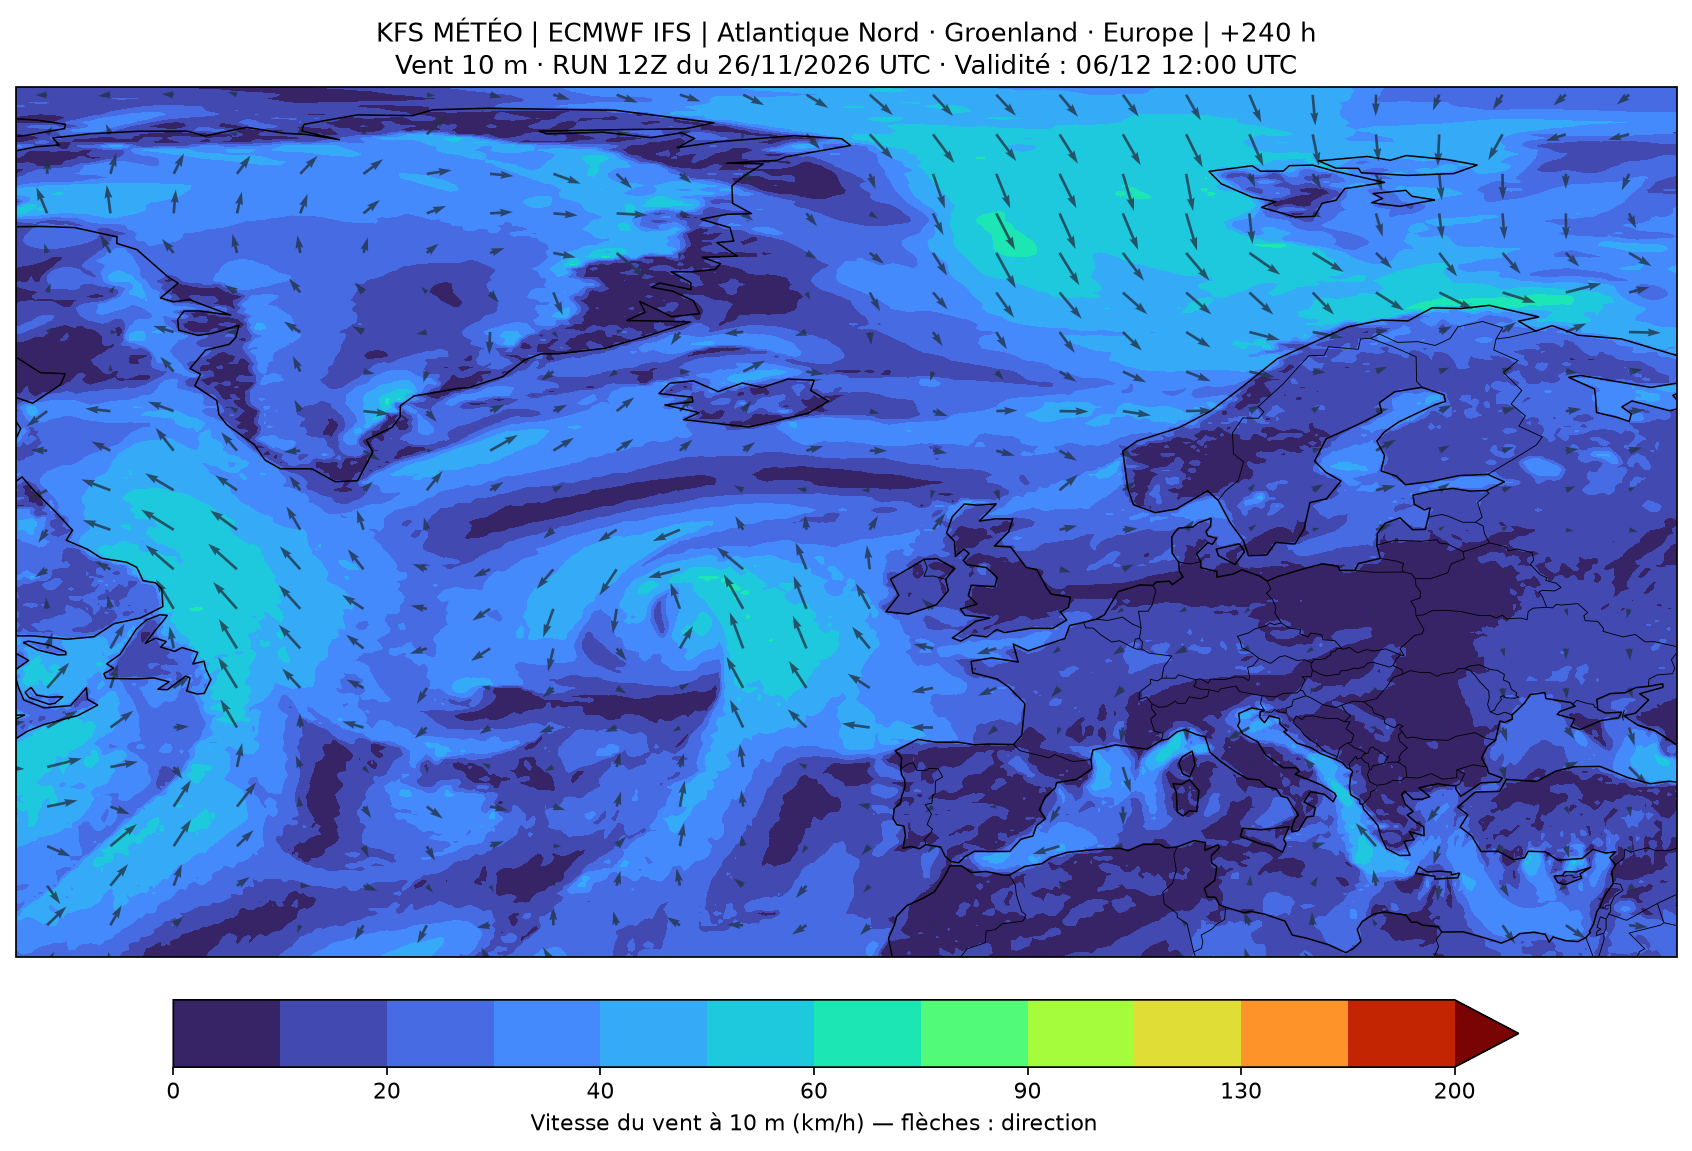 KFS MÉTÉO | ECMWF IFS | Atlantique Nord · Groenland · Europe | +240 h
Vent 10 m · RUN 12Z du 26/11/2026 UTC · Validité : 06/12 12:00 UTC
0 20 40 60 90 130 200
Vitesse du vent à 10 m (km/h) — flèches : direction